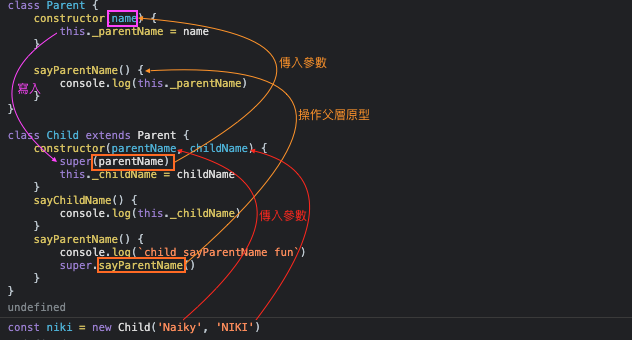 class Parent {
constructor(name) {
this._parentName = name
}
傳入參數
sayParentName() {
寫入
console.log(this._parentName)
}
操作父層原型
}
class Child extends Parent {
constructor(parentName, childName) {
super(parentName)
this._childName = childName
}
sayChildName() {
console.log(this._childName)
傳入參數
}
sayParentName() {
console.log(`child sayParentName fun`)
super.sayParentName()
}
}
undefined
const niki = new Child('Naiky', 'NIKI')